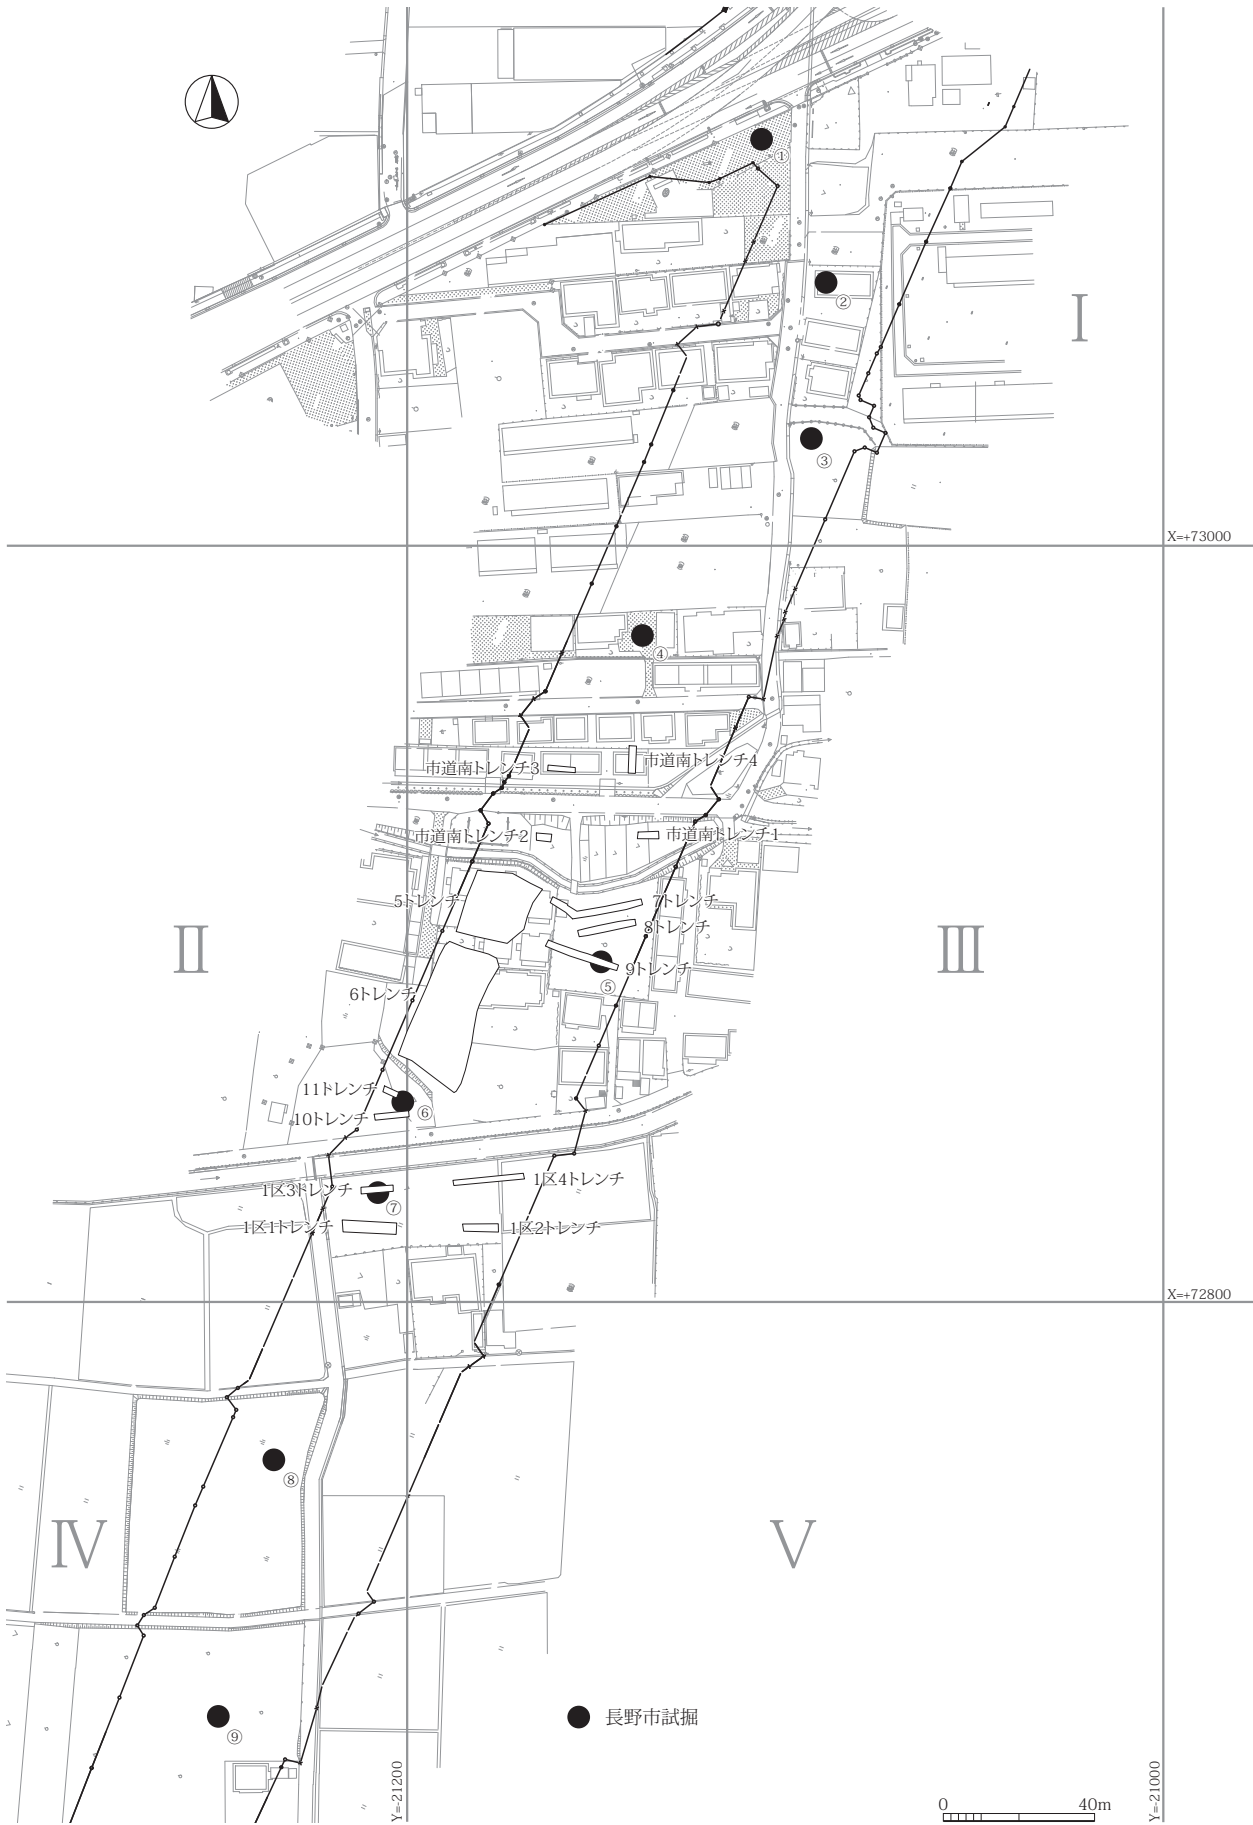 ①
②
Ⅰ
③
X=+73000
④
市道南トレンチ3
市道南トレンチ4
市道南トレンチ2
市道南トレンチ1
5トレンチ
7トレンチ
8トレンチ
Ⅱ
Ⅲ
9トレンチ
⑤
6トレンチ
11トレンチ
⑥
10トレンチ
1区4トレンチ
1区3トレンチ
⑦
1区1トレンチ
1区2トレンチ
X=+72800
⑧
Ⅳ
Ⅴ
⑨
長野市試掘
Y=-21200
Y=-21000
0 40m